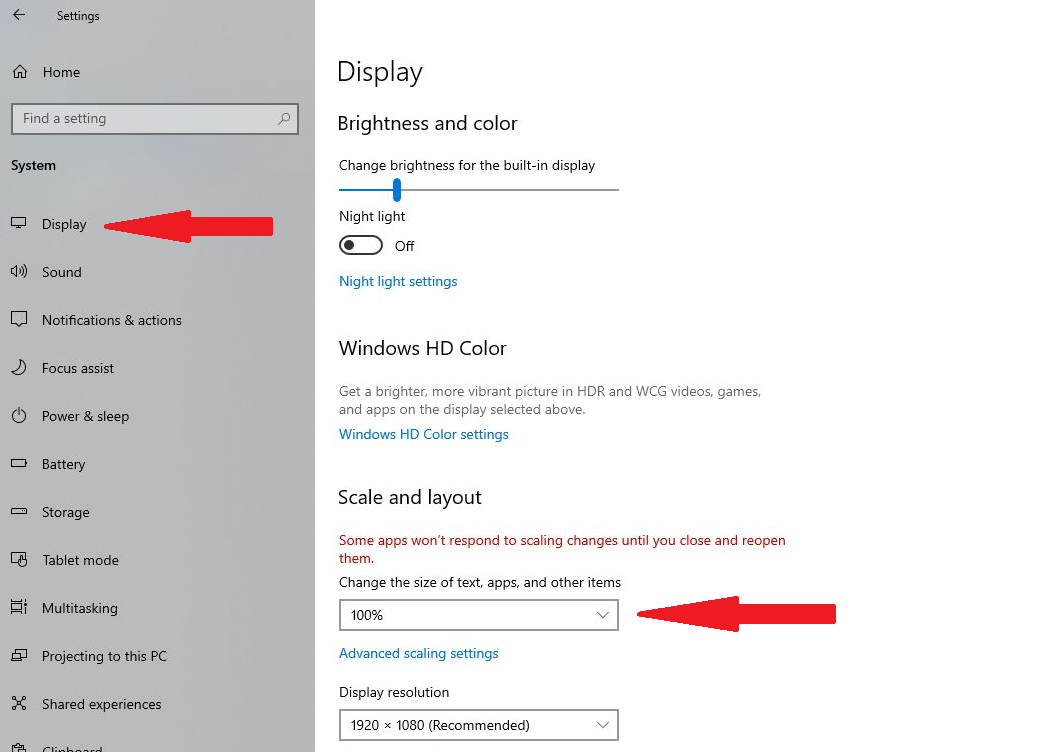 Settings
Home
Find a setting
System
Display
Sound
Notifications & actions
Focus assist
Power & sleep
Battery
Storage
Tablet mode
Multitasking
Projecting to this PC
Shared experiences
Clipboard
Display
Brightness and color
Change brightness for the built-in display
Night light
Off
Night light settings
Windows HD Color
Get a brighter, more vibrant picture in HDR and WCG videos, games,
and apps on the display selected above.
Windows HD Color settings
Scale and layout
Some apps won’t respond to scaling changes until you close and reopen
them.
Change the size of text, apps, and other items
100%
Advanced scaling settings
Display resolution
1920 × 1080 (Recommended)